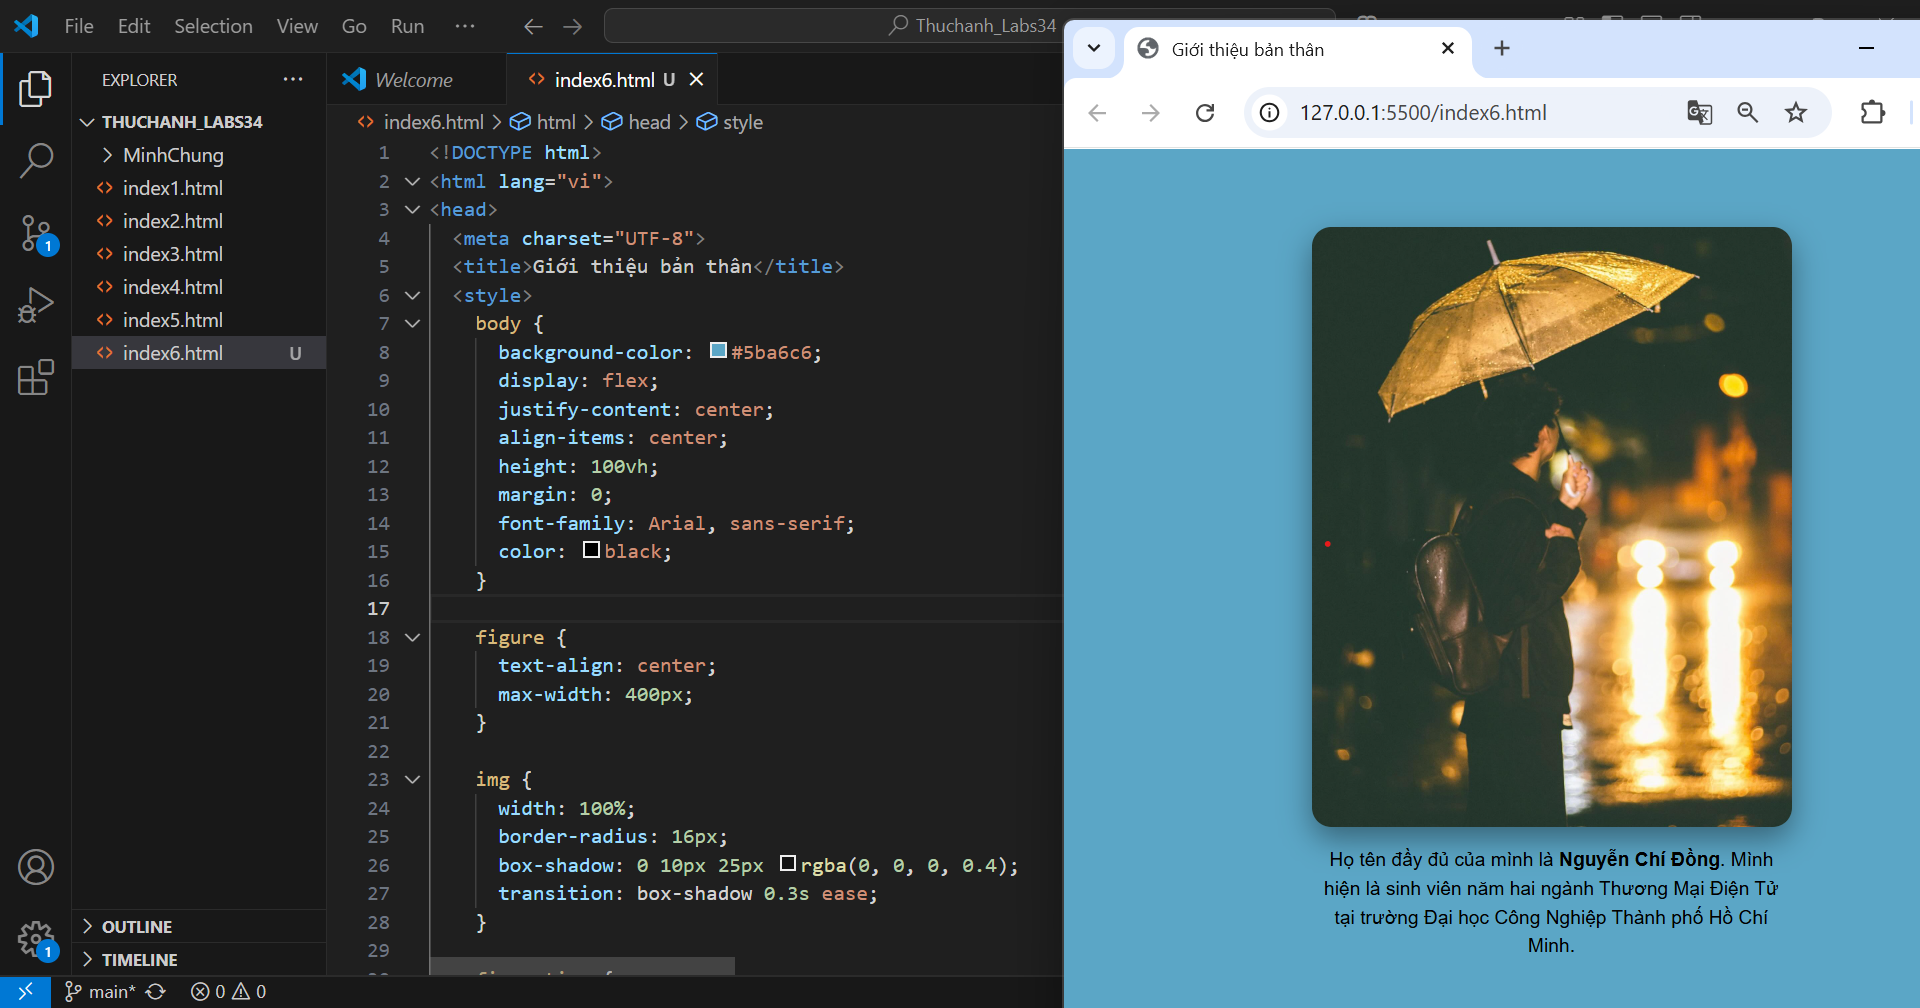 File Edit Selection View Go Run ··· Thuchanh_Labs34
EXPLORER ···
THUCHANH_LABS34
MinhChung
index1.html
index2.html
index3.html
index4.html
index5.html
index6.html U
OUTLINE
TIMELINE
Welcome
index6.html U
index6.html > html > head > style
1 <!DOCTYPE html>
2 <html lang="vi">
3 <head>
4 <meta charset="UTF-8">
5 <title>Giới thiệu bản thân</title>
6 <style>
7 body {
8 background-color: #5ba6c6;
9 display: flex;
10 justify-content: center;
11 align-items: center;
12 height: 100vh;
13 margin: 0;
14 font-family: Arial, sans-serif;
15 color: black;
16 }
17
18 figure {
19 text-align: center;
20 max-width: 400px;
21 }
22
23 img {
24 width: 100%;
25 border-radius: 16px;
26 box-shadow: 0 10px 25px rgba(0, 0, 0, 0.4);
27 transition: box-shadow 0.3s ease;
28 }
29
1
1
main* 0 0
Giới thiệu bản thân
127.0.0.1:5500/index6.html
Họ tên đầy đủ của mình là Nguyễn Chí Đồng. Mình
hiện là sinh viên năm hai ngành Thương Mại Điện Tử
tại trường Đại học Công Nghiệp Thành phố Hồ Chí
Minh.